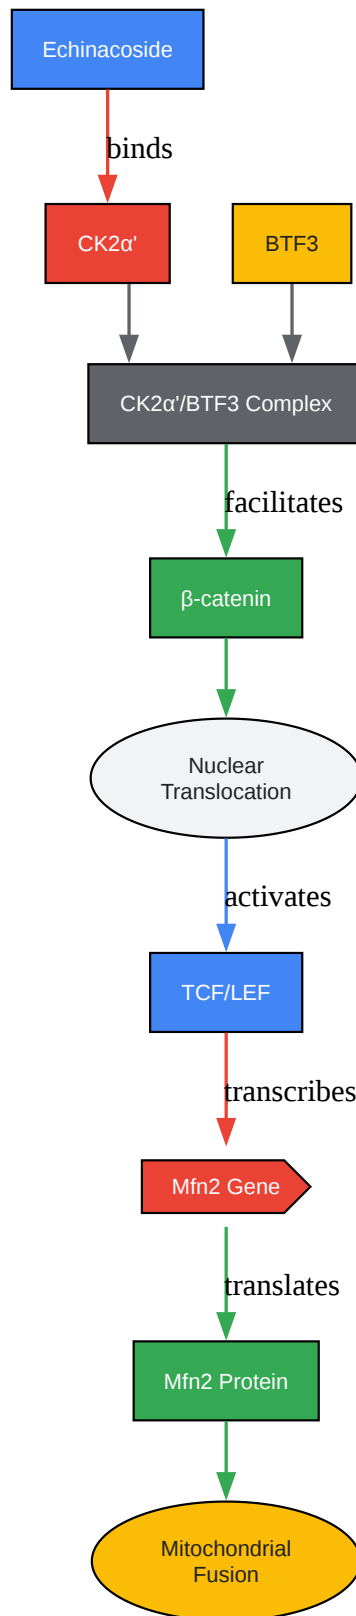 Echinacoside
binds
CK2α'
BTF3
CK2α'/BTF3 Complex
facilitates
β-catenin
Nuclear
Translocation
activates
TCF/LEF
transcribes
Mfn2 Gene
translates
Mfn2 Protein
Mitochondrial
Fusion